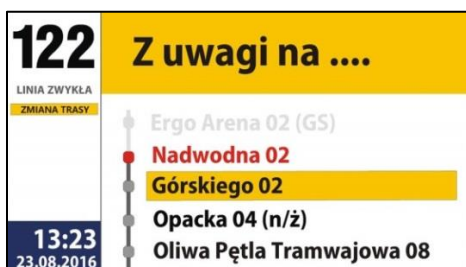 122
LINIA ZWYKŁA
ZMIANA TRASY
13:23
23.08.2016
Z uwagi na ....
Ergo Arena 02 (GS)
Nadwodna 02
Górskiego 02
Opacka 04 (n/ż)
Oliwa Pętla Tramwajowa 08